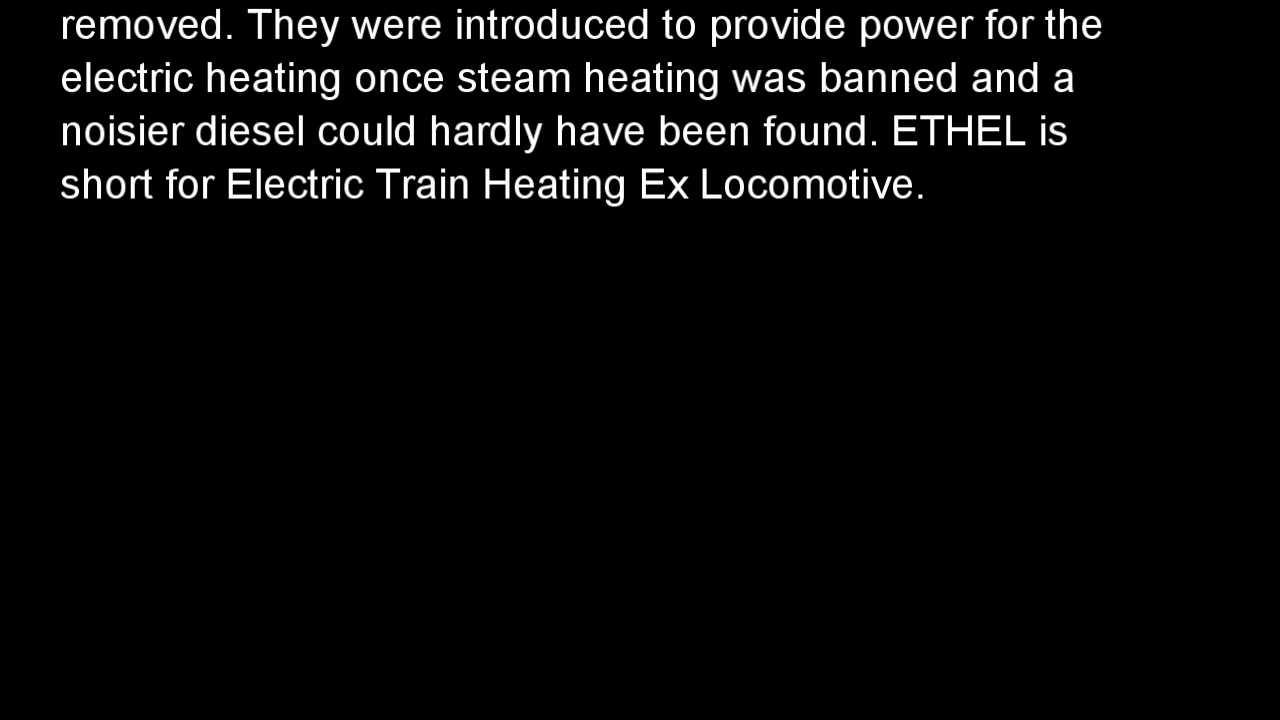 removed. They were introduced to provide power for the
electric heating once steam heating was banned and a
noisier diesel could hardly have been found. ETHEL is
short for Electric Train Heating Ex Locomotive.